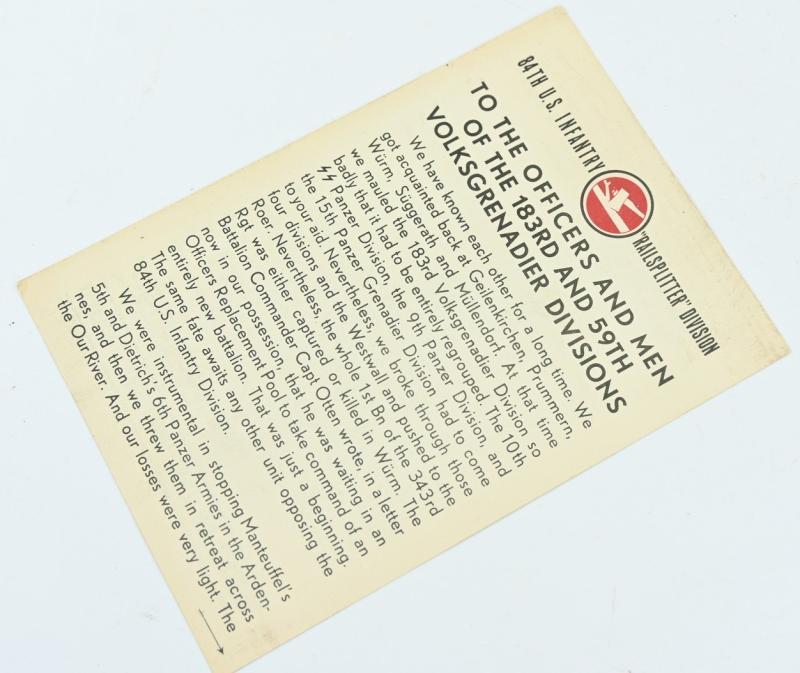 84TH U.S. INFANTRY "RAILSPLITTER" DIVISION
TO THE OFFICERS AND MEN
OF THE 183RD AND 59TH
VOLKSGRENADIER DIVISIONS
We have known each other for a long time. We
got acquainted back at Geilenkirchen, Prummern,
Würm, Süggerath and Müllendorf. At that time
we mauled the 183rd Volksgrenadier Division so
badly that it had to be entirely regrouped. The 10th
SS Panzer Division, the 9th Panzer Division, and
the 15th Panzer Grenadier Division had to come
to your aid. Nevertheless, we broke through those
four divisions and the Westwall and pushed to the
Roer. Nevertheless, the whole 1st Bn of the 343rd
Rgt was either captured or killed in Würm. The
Battalion Commander Capt Otten wrote, in a letter
now in our possession, that he was waiting in an
Officers Replacement Pool to take command of an
entirely new battalion. That was just a beginning.
The same fate awaits any other unit opposing the
84th U.S. Infantry Division.
We were instrumental in stopping Manteuffel's
5th and Dietrich's 6th Panzer Armies in the Arden-
nes, and then we threw them in retreat across
the Our River. And our losses were very light. The